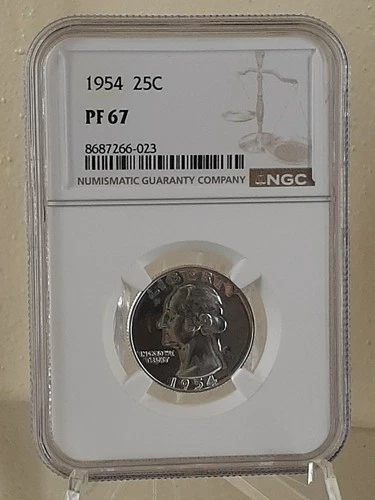 1954 25C
PF 67
8687266-023
NUMISMATIC GUARANTY COMPANY NGC
LIBERTY
IN GOD WE
TRUST
1954